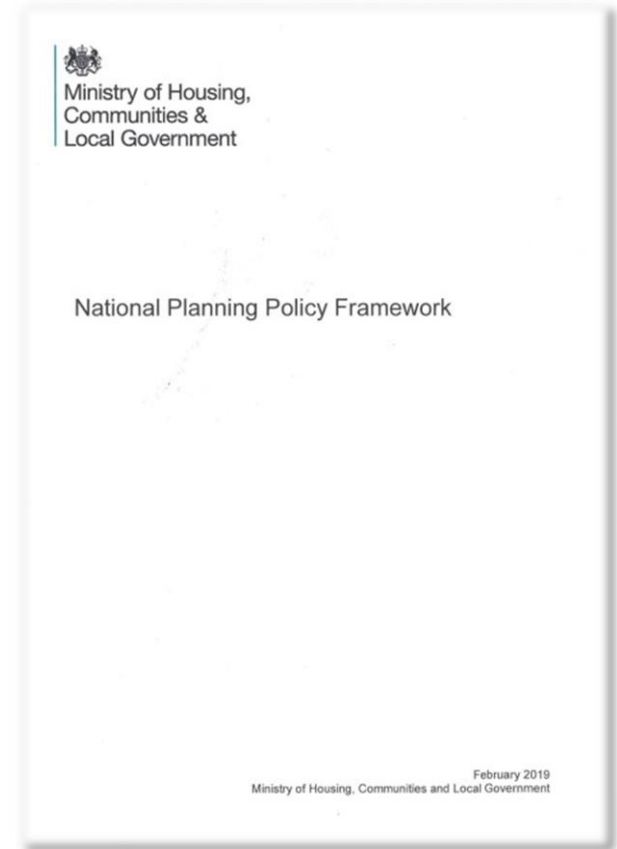 Ministry of Housing,
Communities &
Local Government
National Planning Policy Framework
February 2019
Ministry of Housing, Communities and Local Government